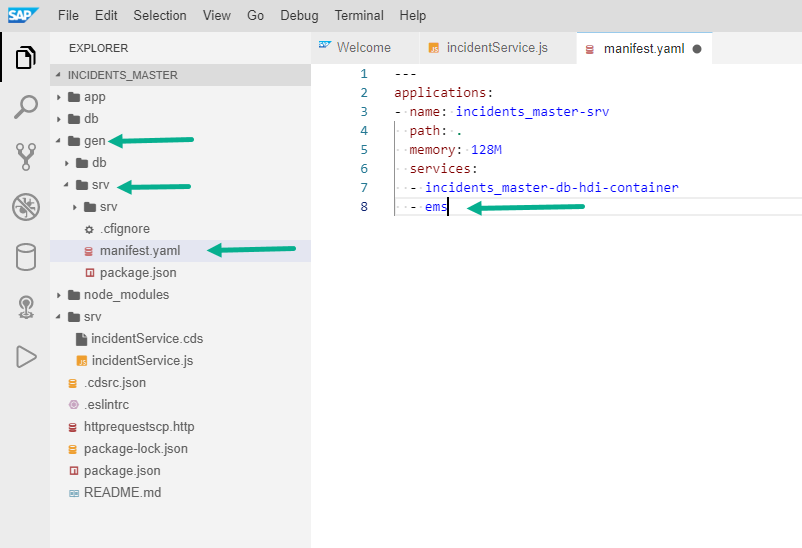 SAP File Edit Selection View Go Debug Terminal Help
EXPLORER
INCIDENTS_MASTER
app
db
gen
db
srv
srv
.cfignore
manifest.yaml
package.json
node_modules
srv
incidentService.cds
JS incidentService.js
.cdsrc.json
.eslintrc
httprequestscp.http
package-lock.json
package.json
README.md
SAP Welcome JS incidentService.js manifest.yaml
1 ---
2 applications:
3 - name: incidents_master-srv
4 path: .
5 memory: 128M
6 services:
7 - incidents_master-db-hdi-container
8 - ems